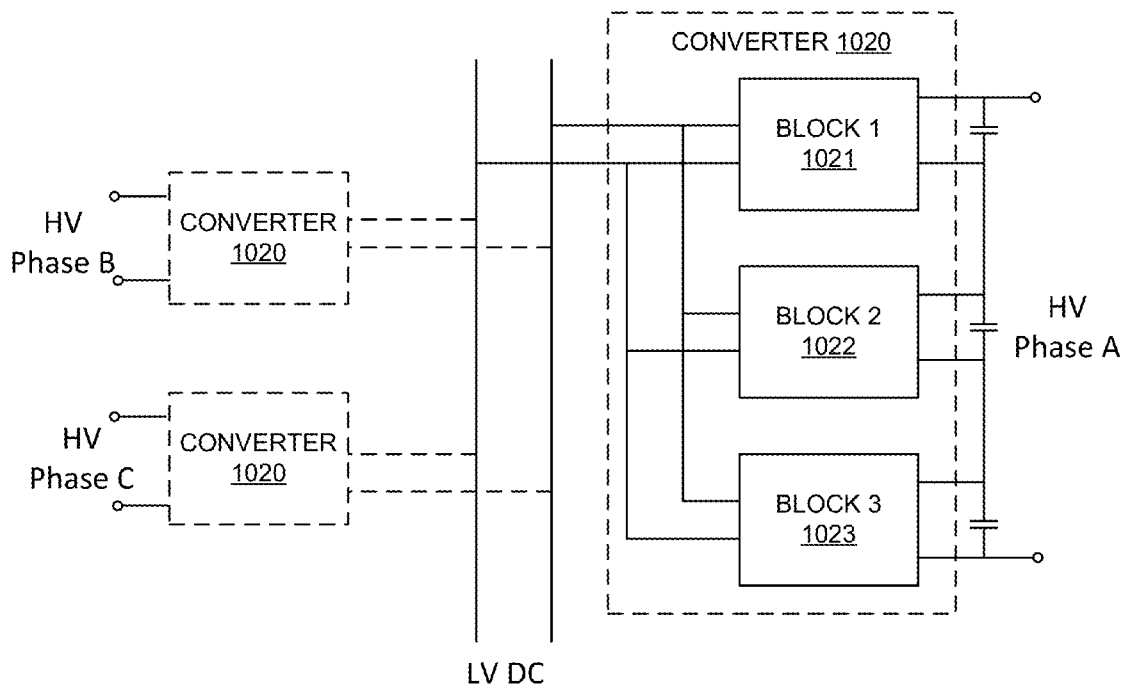 CONVERTER 1020
BLOCK 1
1021
HV
Phase B
CONVERTER
1020
BLOCK 2
1022
HV
Phase A
HV
Phase C
CONVERTER
1020
BLOCK 3
1023
LV DC